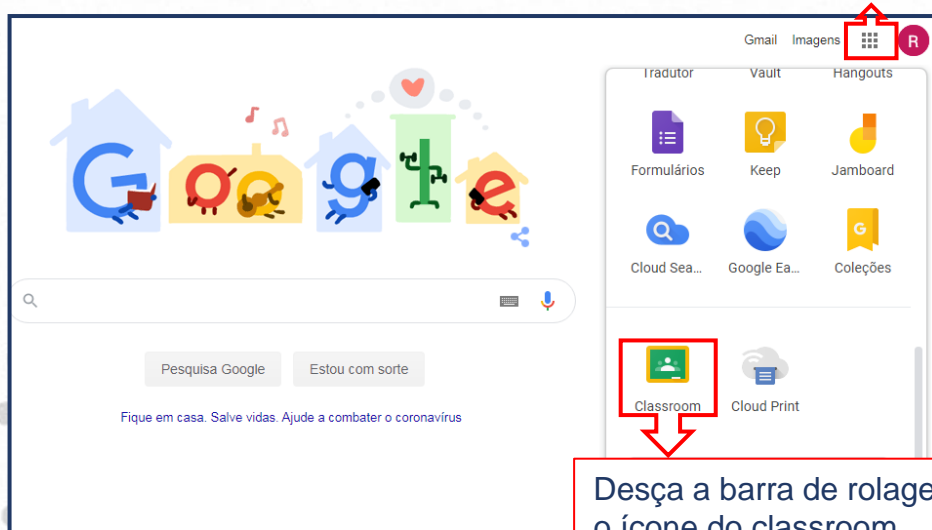 Gmail Imagens R
Google
Tradutor Vault Hangouts
Formulários Keep Jamboard
G
Cloud Sea... Google Ea... Coleções
Pesquisa Google Estou com sorte
Fique em casa. Salve vidas. Ajude a combater o coronavírus
Classroom Cloud Print
Desça a barra de rolage
o ícone do classroom